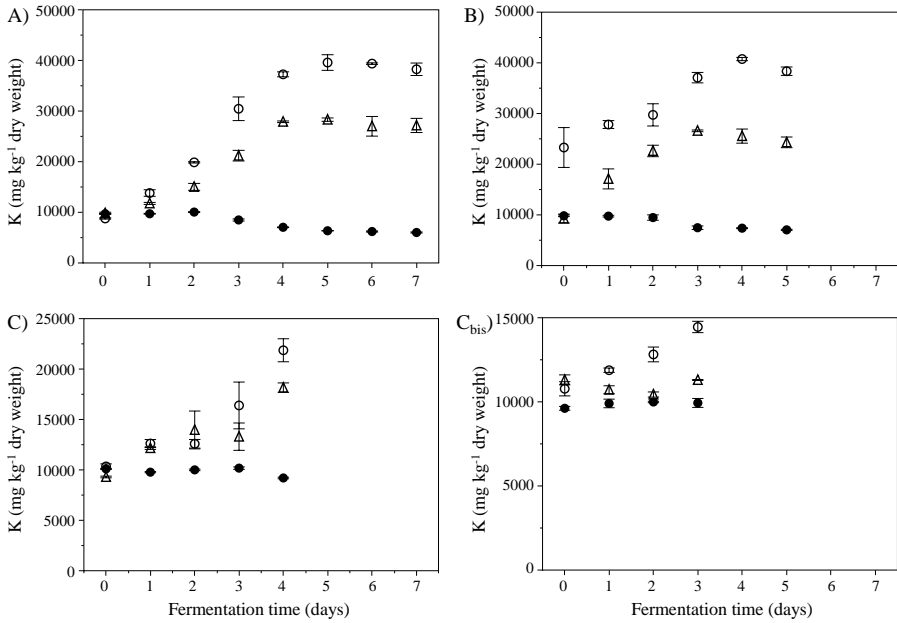 A)
K (mg kg-1 dry weight)
50000
40000
30000
20000
10000
0
0 1 2 3 4 5 6 7
B)
K (mg kg-1 dry weight)
50000
40000
30000
20000
10000
0
0 1 2 3 4 5 6 7
C)
K (mg kg-1 dry weight)
25000
20000
15000
10000
5000
0
0 1 2 3 4 5 6 7
Fermentation time (days)
Cbis)
K (mg kg-1 dry weight)
15000
10000
5000
0
0 1 2 3 4 5 6 7
Fermentation time (days)